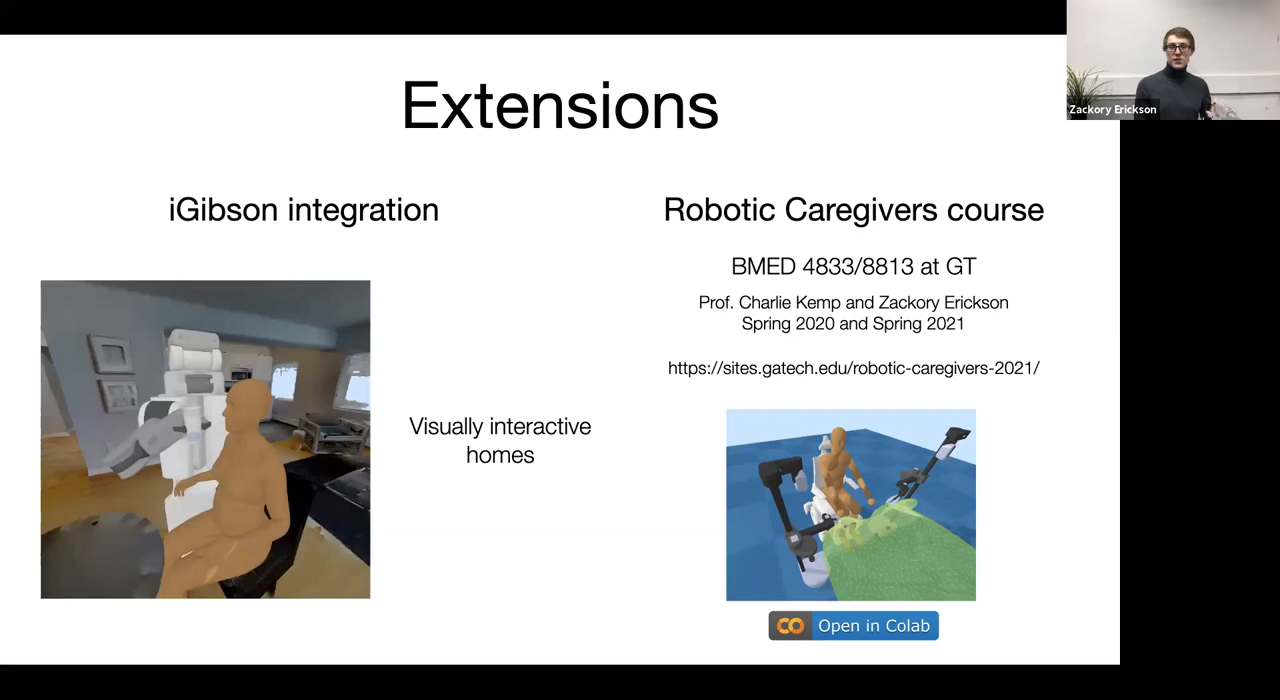 Extensions
iGibson integration
Visually interactive
homes
Robotic Caregivers course
BMED 4833/8813 at GT
Prof. Charlie Kemp and Zackory Erickson
Spring 2020 and Spring 2021
https://sites.gatech.edu/robotic-caregivers-2021/
Open in Colab
Zackory Erickson